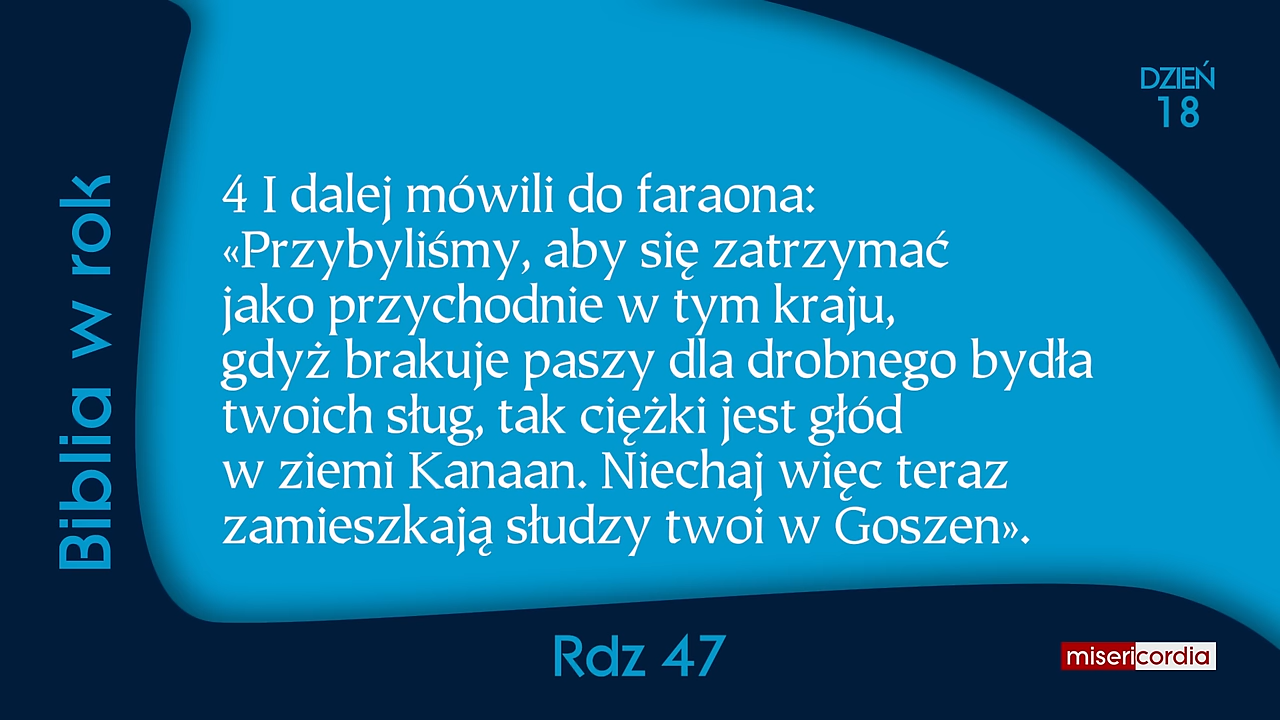 DZIEŃ
18
Biblia w rok
4 I dalej mówili do faraona:
«Przybyliśmy, aby się zatrzymać
jako przychodnie w tym kraju,
gdyż brakuje paszy dla drobnego bydła
twoich sług, tak ciężki jest głód
w ziemi Kanaan. Niechaj więc teraz
zamieszkają słudzy twoi w Goszen».
Rdz 47
misericordia